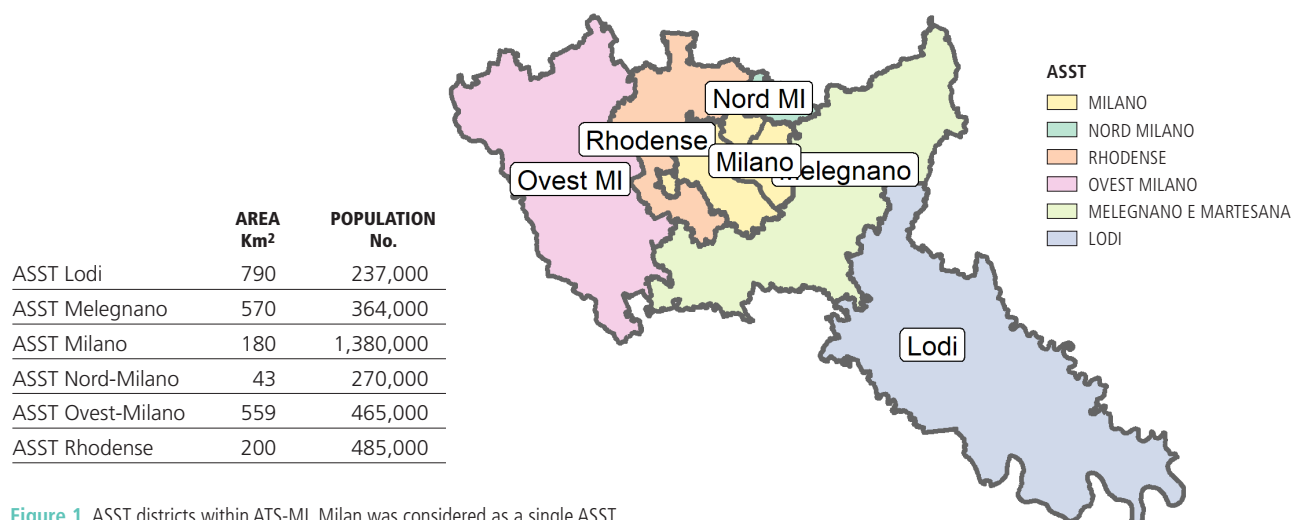 AREA POPULATION
Km² No.
ASST Lodi 790 237,000
ASST Melegnano 570 364,000
ASST Milano 180 1,380,000
ASST Nord-Milano 43 270,000
ASST Ovest-Milano 559 465,000
ASST Rhodense 200 485,000
Nord MI
Rhodense
Milano
elegnano
Ovest MI
Lodi
ASST
MILANO
NORD MILANO
RHODENSE
OVEST MILANO
MELEGNANO E MARTESANA
LODI
Figure 1. ASST districts within ATS-MI. Milan was considered as a single ASST.